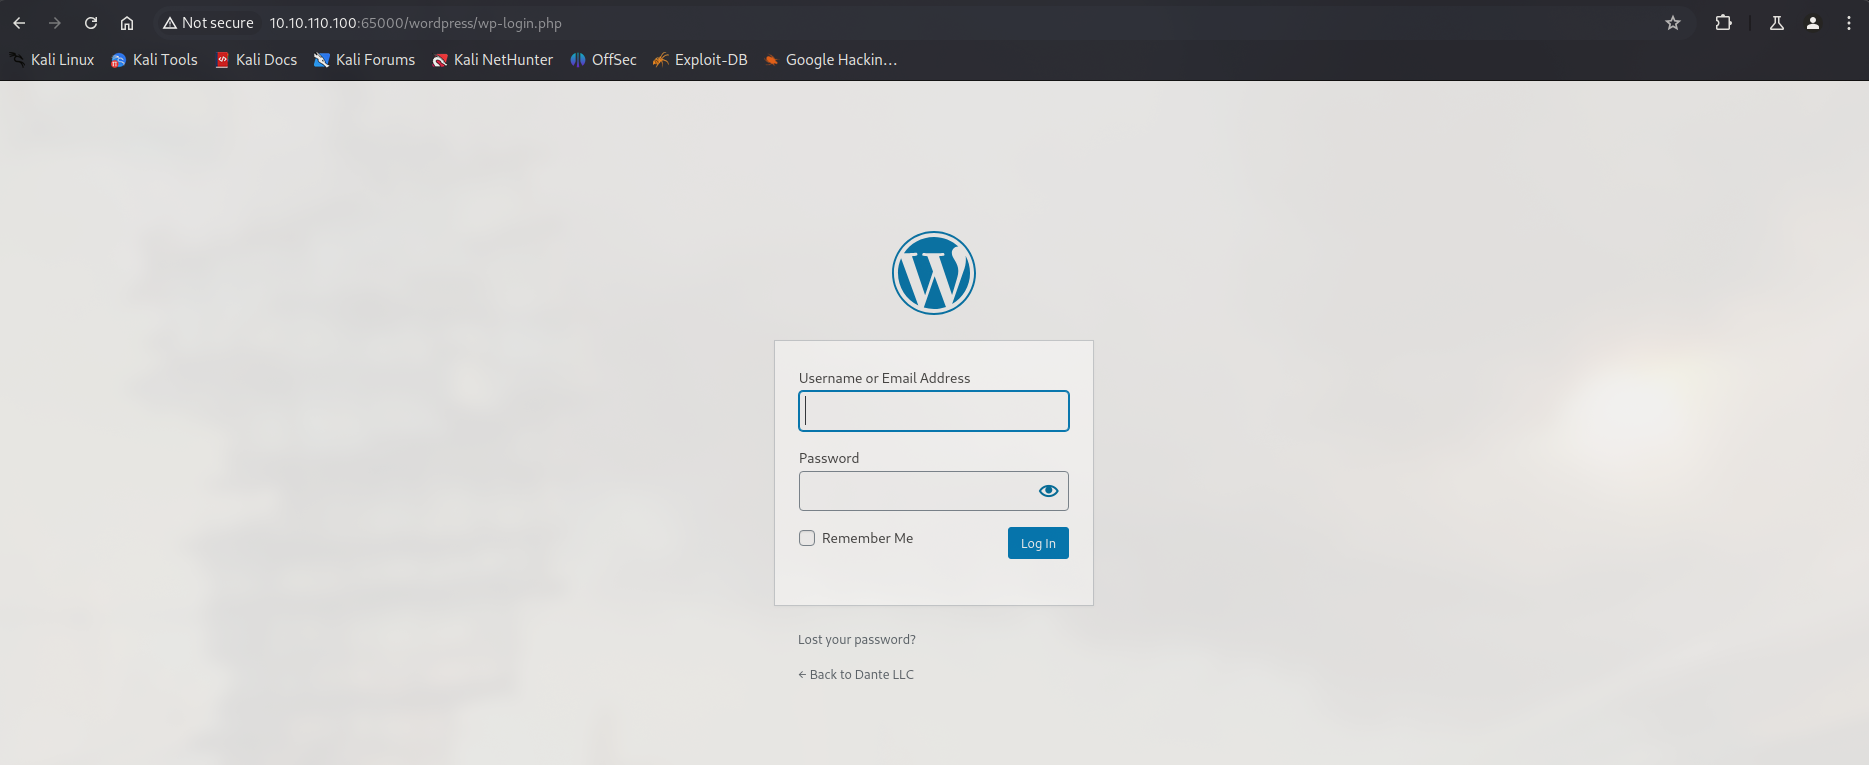 Not secure 10.10.110.100:65000/wordpress/wp-login.php
Kali Linux Kali Tools Kali Docs Kali Forums Kali NetHunter OffSec Exploit-DB Google Hackin…
Username or Email Address
Password
Remember Me Log In
Lost your password?
← Back to Dante LLC